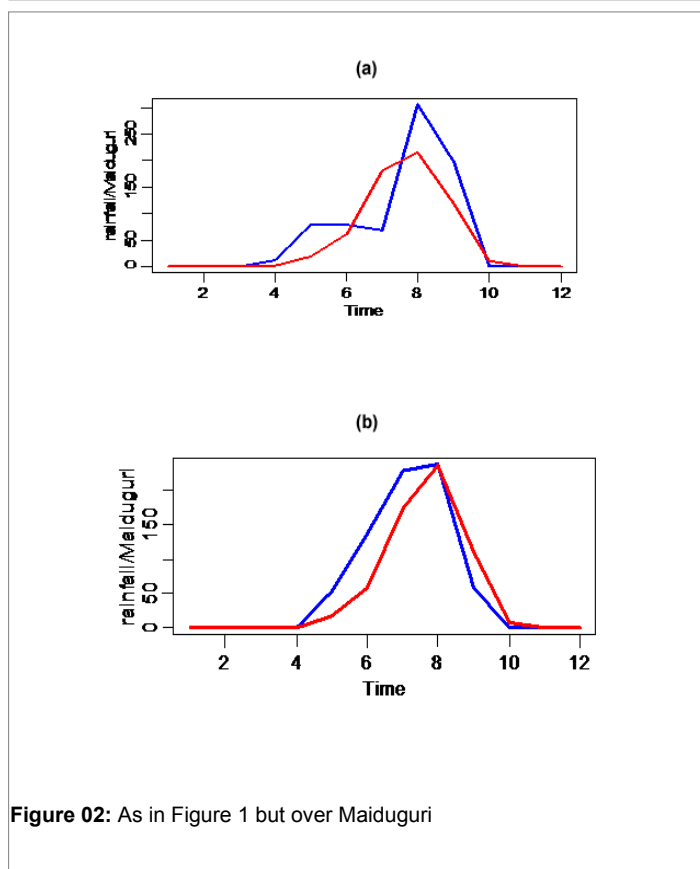 (a)
rainfall/Maiduguri
0 50 150 250
2 4 6 8 10 12
Time
(b)
rainfall/Maiduguri
0 50 150
2 4 6 8 10 12
Time
Figure 02: As in Figure 1 but over Maiduguri